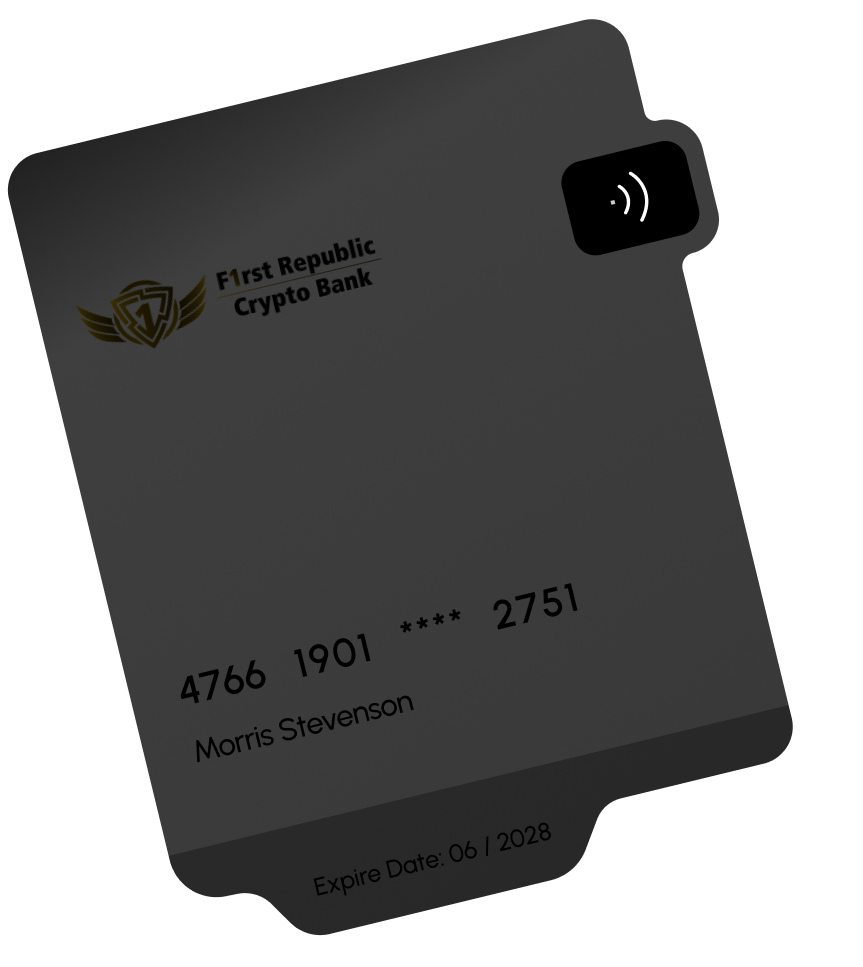 F1rst Republic
Crypto Bank
4766 1901 **** 2751
Morris Stevenson
Expire Date: 06 / 2028